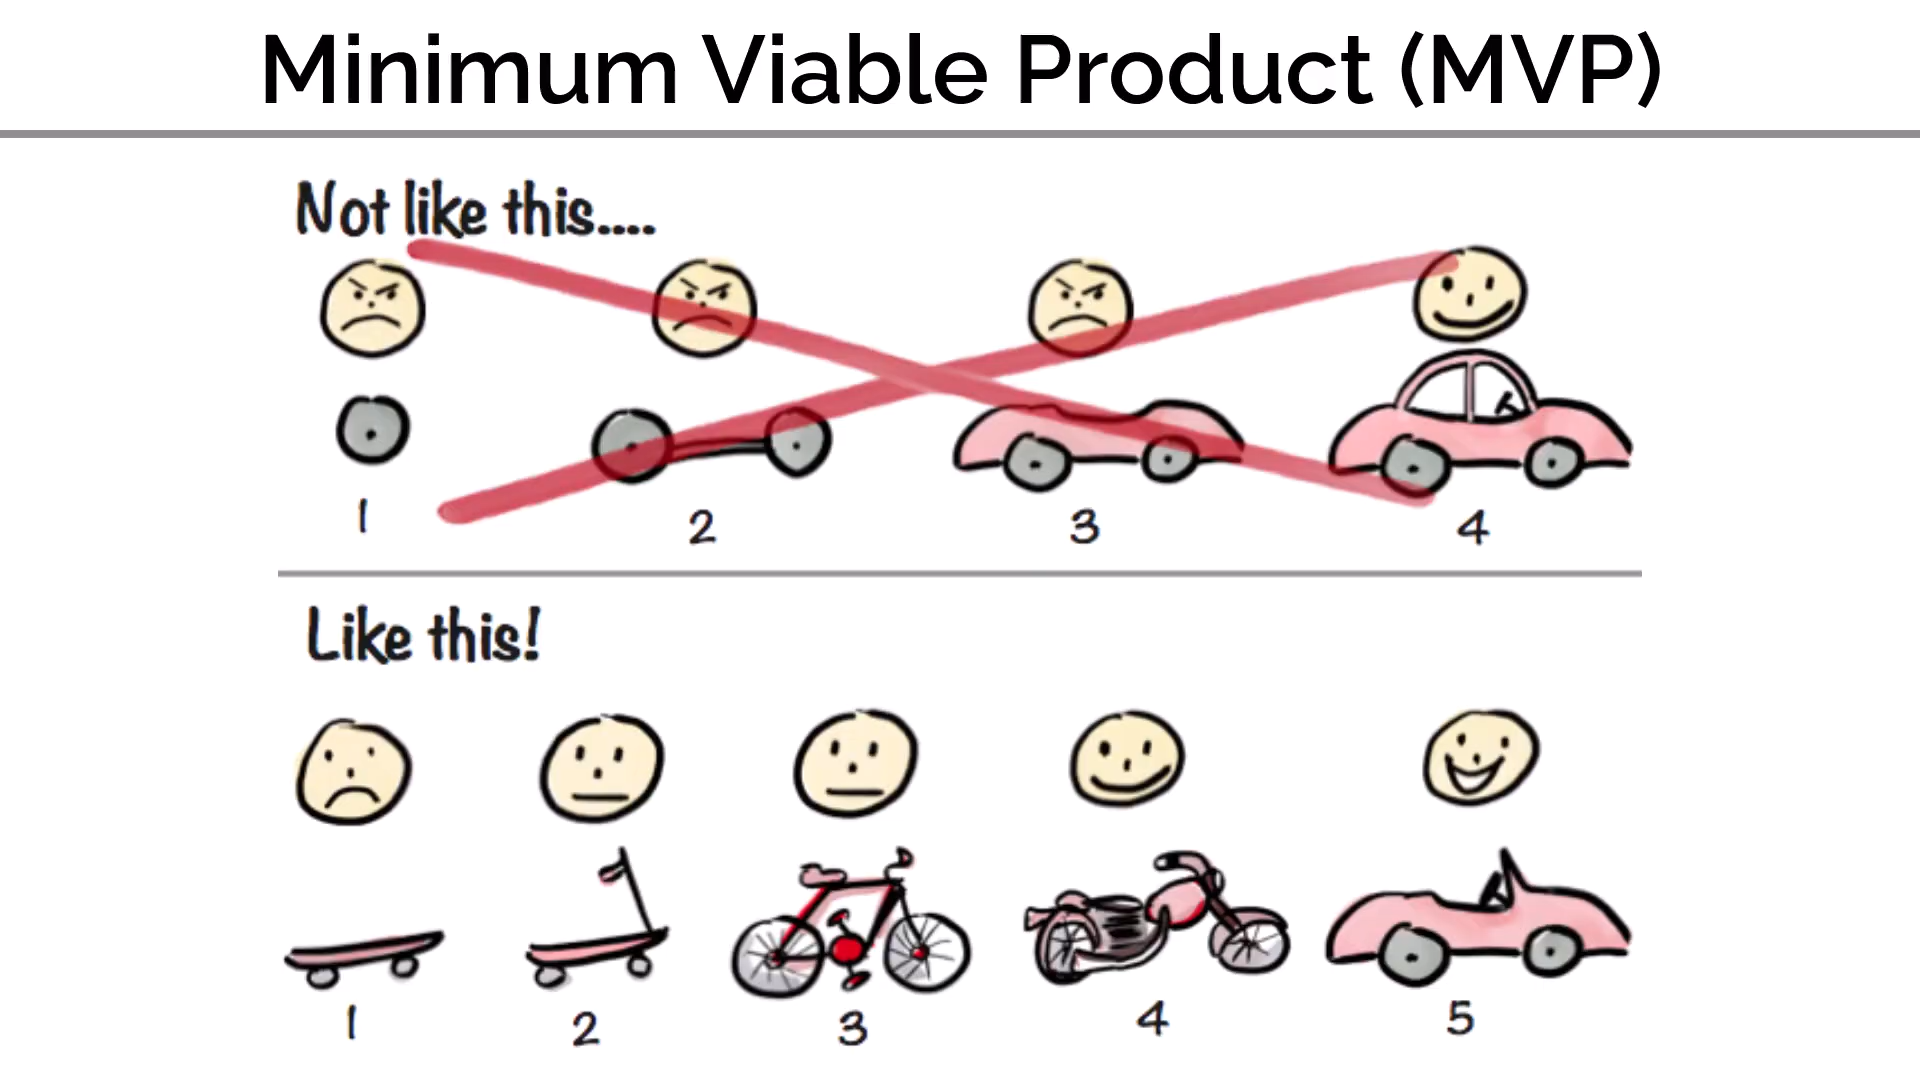 Minimum Viable Product (MVP)
Not like this....
1 2 3 4
Like this!
1 2 3 4 5